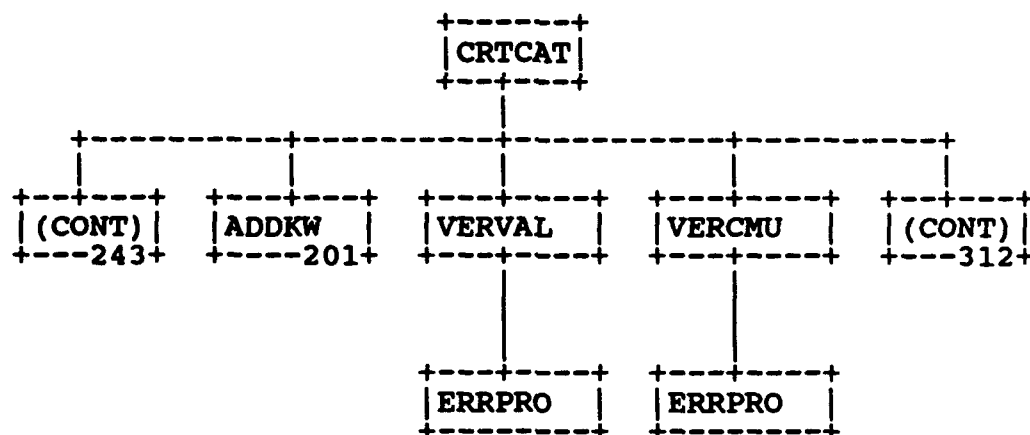 CRTCAT
(CONT) ADDKW VERVAL VERCMU (CONT)
243 201 312
ERRPRO ERRPRO